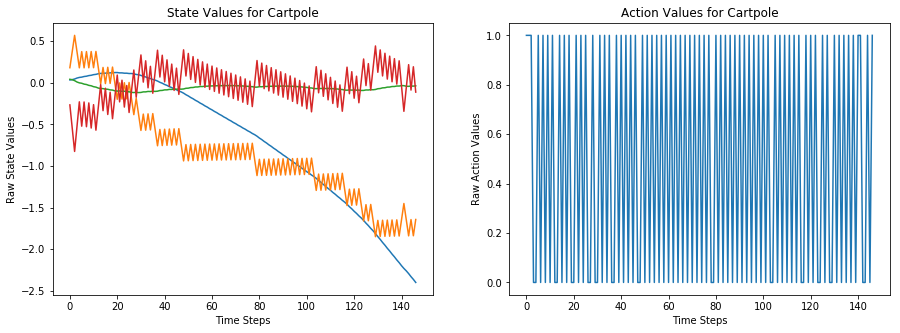 State Values for Cartpole
Raw State Values
0.5
0.0
−0.5
−1.0
−1.5
−2.0
−2.5
0 20 40 60 80 100 120 140
Time Steps
Action Values for Cartpole
Raw Action Values
1.0
0.8
0.6
0.4
0.2
0.0
0 20 40 60 80 100 120 140
Time Steps